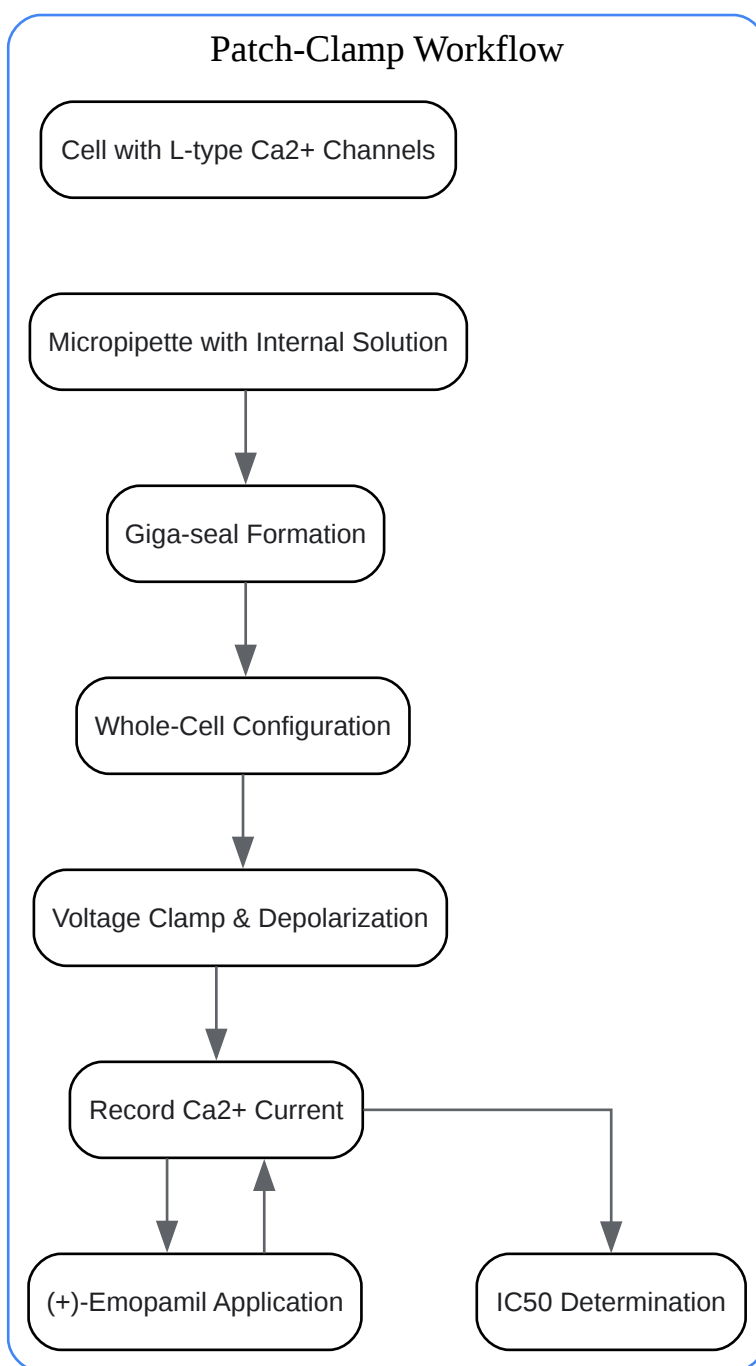 Patch-Clamp Workflow
Cell with L-type Ca2+ Channels
Micropipette with Internal Solution
Giga-seal Formation
Whole-Cell Configuration
Voltage Clamp & Depolarization
Record Ca2+ Current
(+)-Emopamil Application
IC50 Determination